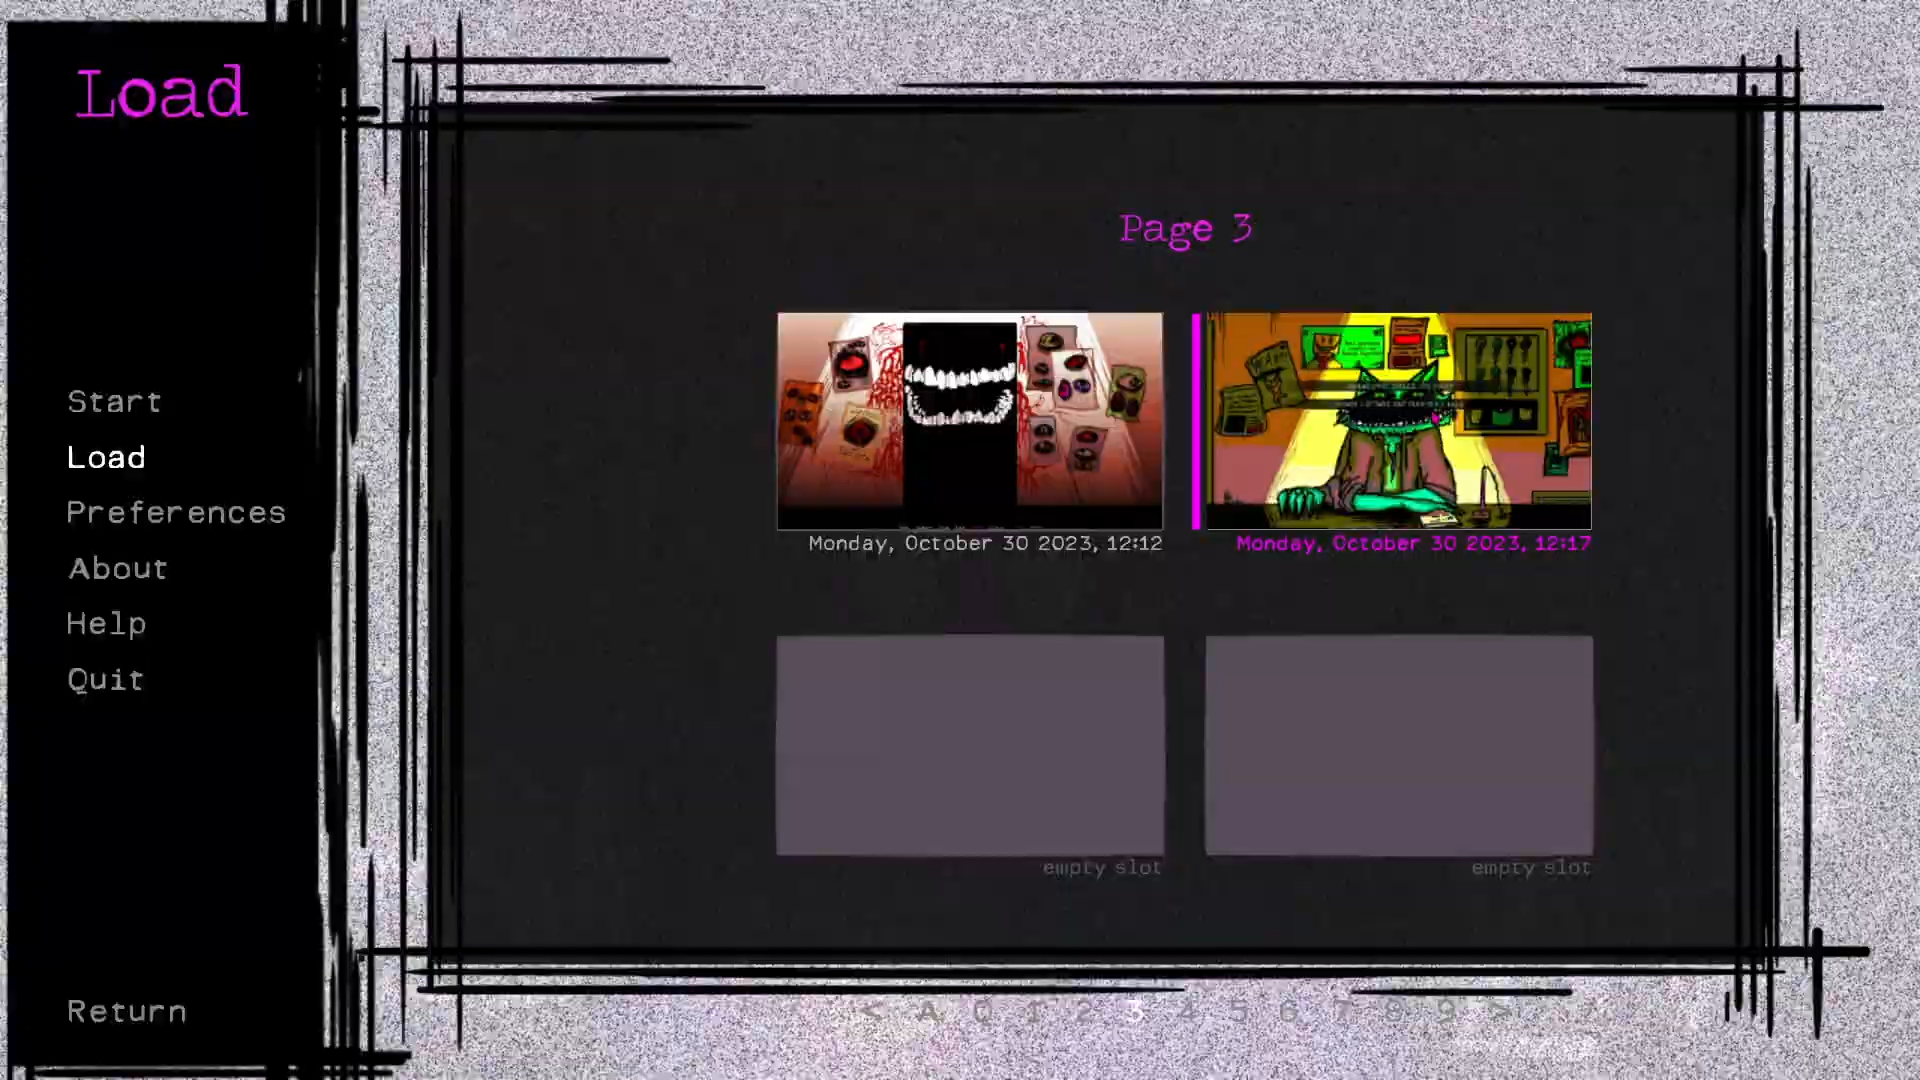 Load
Start
Load
Preferences
About
Help
Quit
Return
Page 3
Monday, October 30 2023, 12:12
Monday, October 30 2023, 12:17
empty slot
empty slot
< A Q 1 2 3 4 5 6 7 8 9 >